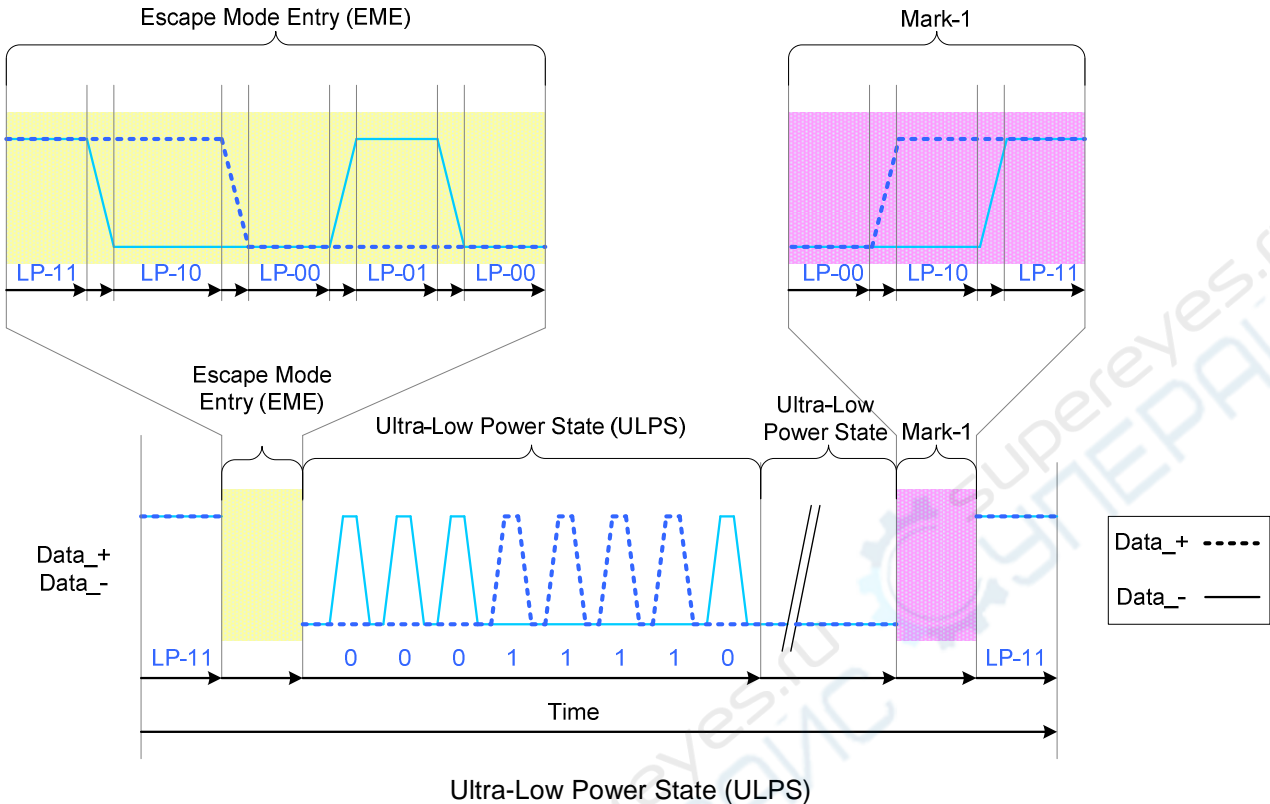 Escape Mode Entry (EME)
Mark-1
LP-11 LP-10 LP-00 LP-01 LP-00
LP-00 LP-10 LP-11
Escape Mode
Entry (EME)
Ultra-Low Power State (ULPS)
Ultra-Low
Power State
Mark-1
Data_+
Data_-
LP-11
0 0 0 1 1 1 1 0
LP-11
Time
Data_+
Data_-
Ultra-Low Power State (ULPS)
supereyes.ru